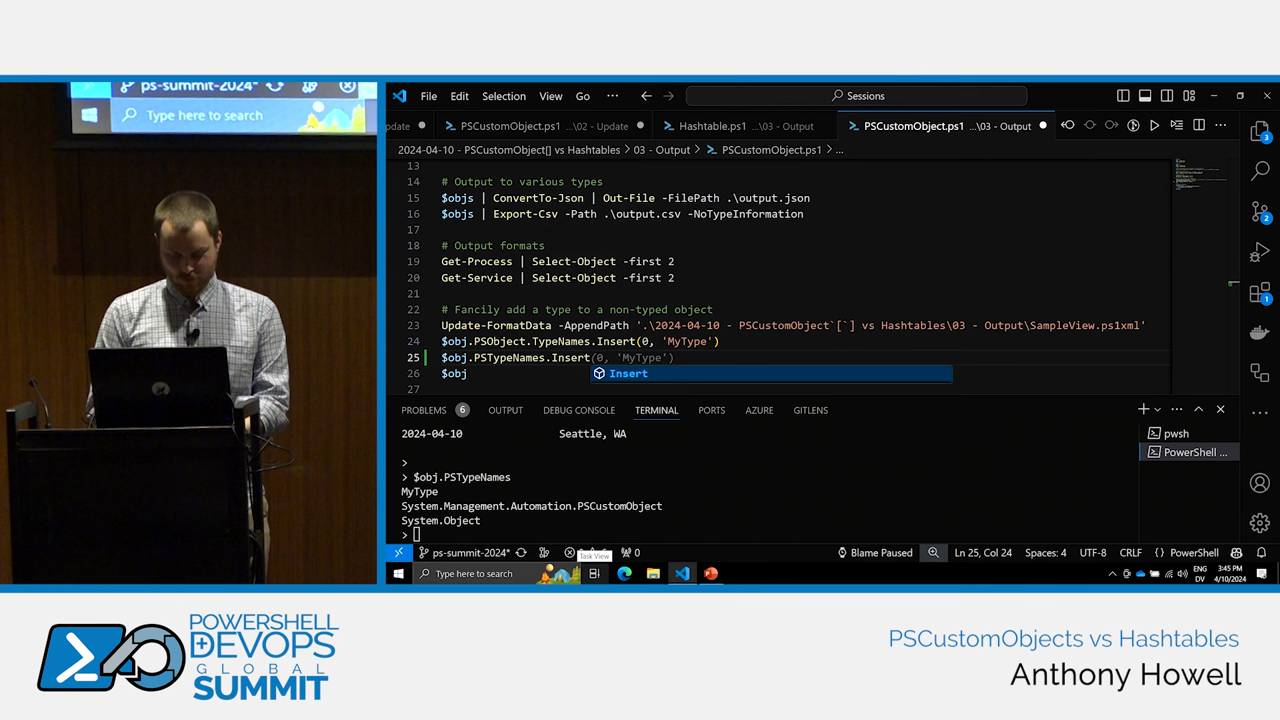 ps-summit-2024*
Type here to search
File Edit Selection View Go ··· Sessions
pdate PSCustomObject.ps1 ...\02 - Update Hashtable.ps1 ...\03 - Output PSCustomObject.ps1 ...\03 - Output
2024-04-10 - PSCustomObject[] vs Hashtables > 03 - Output > PSCustomObject.ps1 > ...
13
14 # Output to various types
15 $objs | ConvertTo-Json | Out-File -FilePath .\output.json
16 $objs | Export-Csv -Path .\output.csv -NoTypeInformation
17
18 # Output formats
19 Get-Process | Select-Object -first 2
20 Get-Service | Select-Object -first 2
21
22 # Fancily add a type to a non-typed object
23 Update-FormatData -AppendPath '.\2024-04-10 - PSCustomObject`[`] vs Hashtables\03 - Output\SampleView.ps1xml'
24 $obj.PSObject.TypeNames.Insert(0, 'MyType')
25 $obj.PSTypeNames.Insert(0, 'MyType')
Insert
26 $obj
27
PROBLEMS 6 OUTPUT DEBUG CONSOLE TERMINAL PORTS AZURE GITLENS
2024-04-10 Seattle, WA
>
> $obj.PSTypeNames
MyType
System.Management.Automation.PSCustomObject
System.Object
>
pwsh
PowerShell ...
3
2
1
ps-summit-2024* 0 Blame Paused Ln 25, Col 24 Spaces: 4 UTF-8 CRLF {} PowerShell
Task View
Type here to search
ENG
DV
3:45 PM
4/10/2024
POWERSHELL
+DEVOPS
GLOBAL
SUMMIT
PSCustomObjects vs Hashtables
Anthony Howell